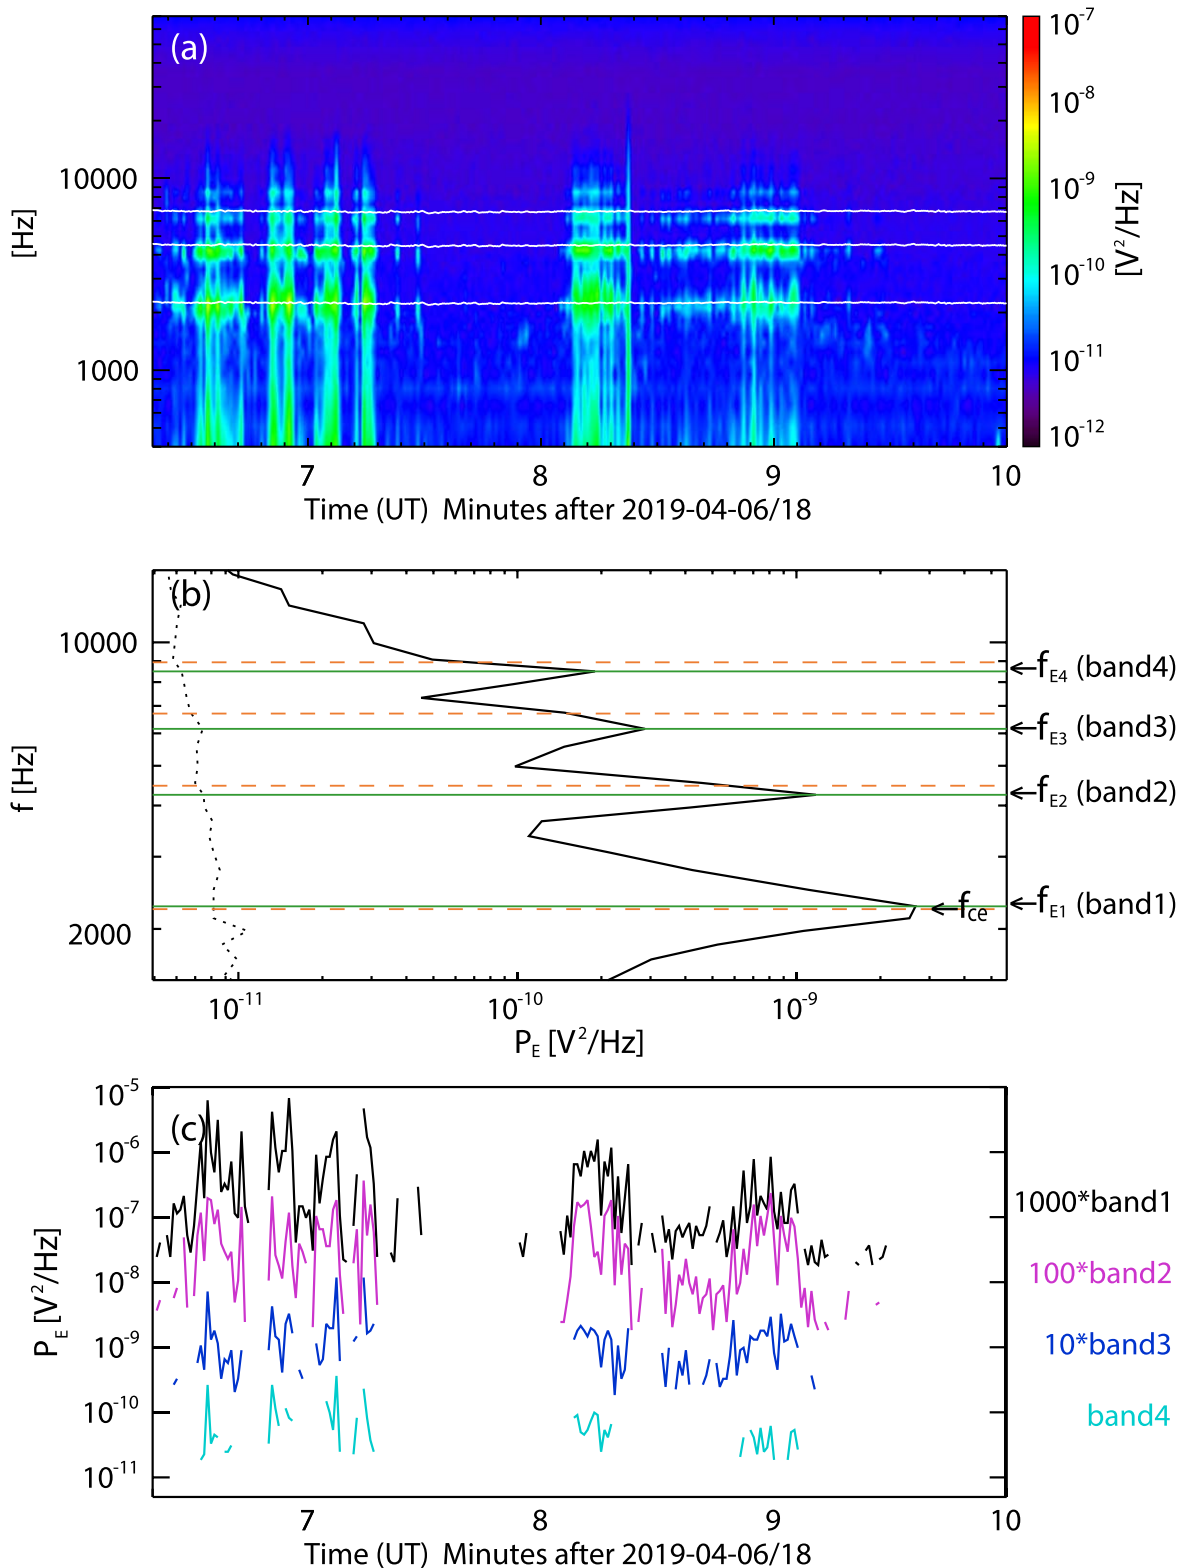 (a)
10000
1000
[Hz]
7
8
9
10
Time (UT)  Minutes after 2019-04-06/18
10^-7
10^-8
10^-9
10^-10
10^-11
10^-12
[V^2/Hz]
(b)
10000
2000
f [Hz]
f_E4 (band4)
f_E3 (band3)
f_E2 (band2)
f_E1 (band1)
f_ce
10^-11
10^-10
10^-9
P_E [V^2/Hz]
(c)
10^-5
10^-6
10^-7
10^-8
10^-9
10^-10
10^-11
P_E [V^2/Hz]
1000*band1
100*band2
10*band3
band4
7
8
9
10
Time (UT)  Minutes after 2019-04-06/18